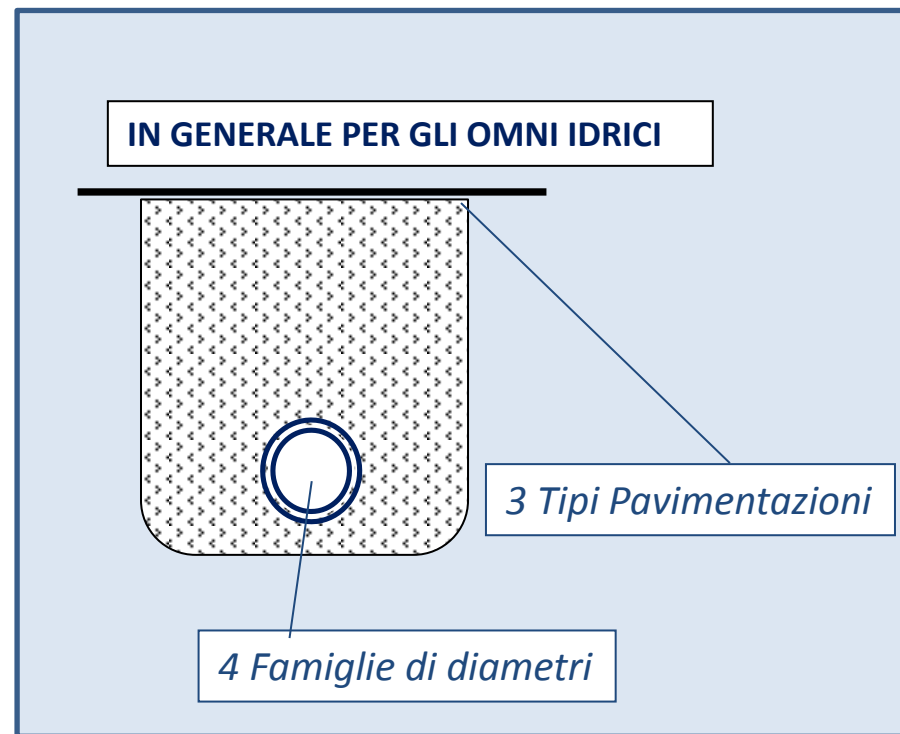 IN GENERALE PER GLI OMNI IDRICI
3 Tipi Pavimentazioni
4 Famiglie di diametri